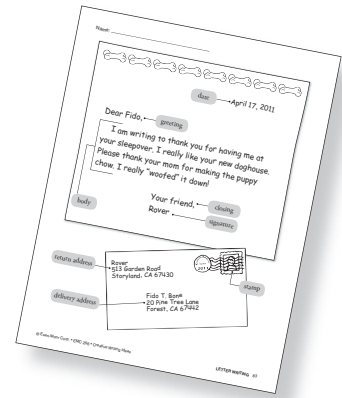 Name
date
April 17, 2011
Dear Fido,
greeting
I am writing to thank you for having me at
your sleepover. I really like your new doghouse.
Please thank your mom for making the puppy
chow. I really "woofed" it down!
body
Your friend,
closing
Rover
signature
return address
Rover
513 Garden Road
Storyland, CA 67430
2011
stamp
delivery address
Fido T. Bone
20 Pine Tree Lane
Forest, CA 67442
LETTER WRITING